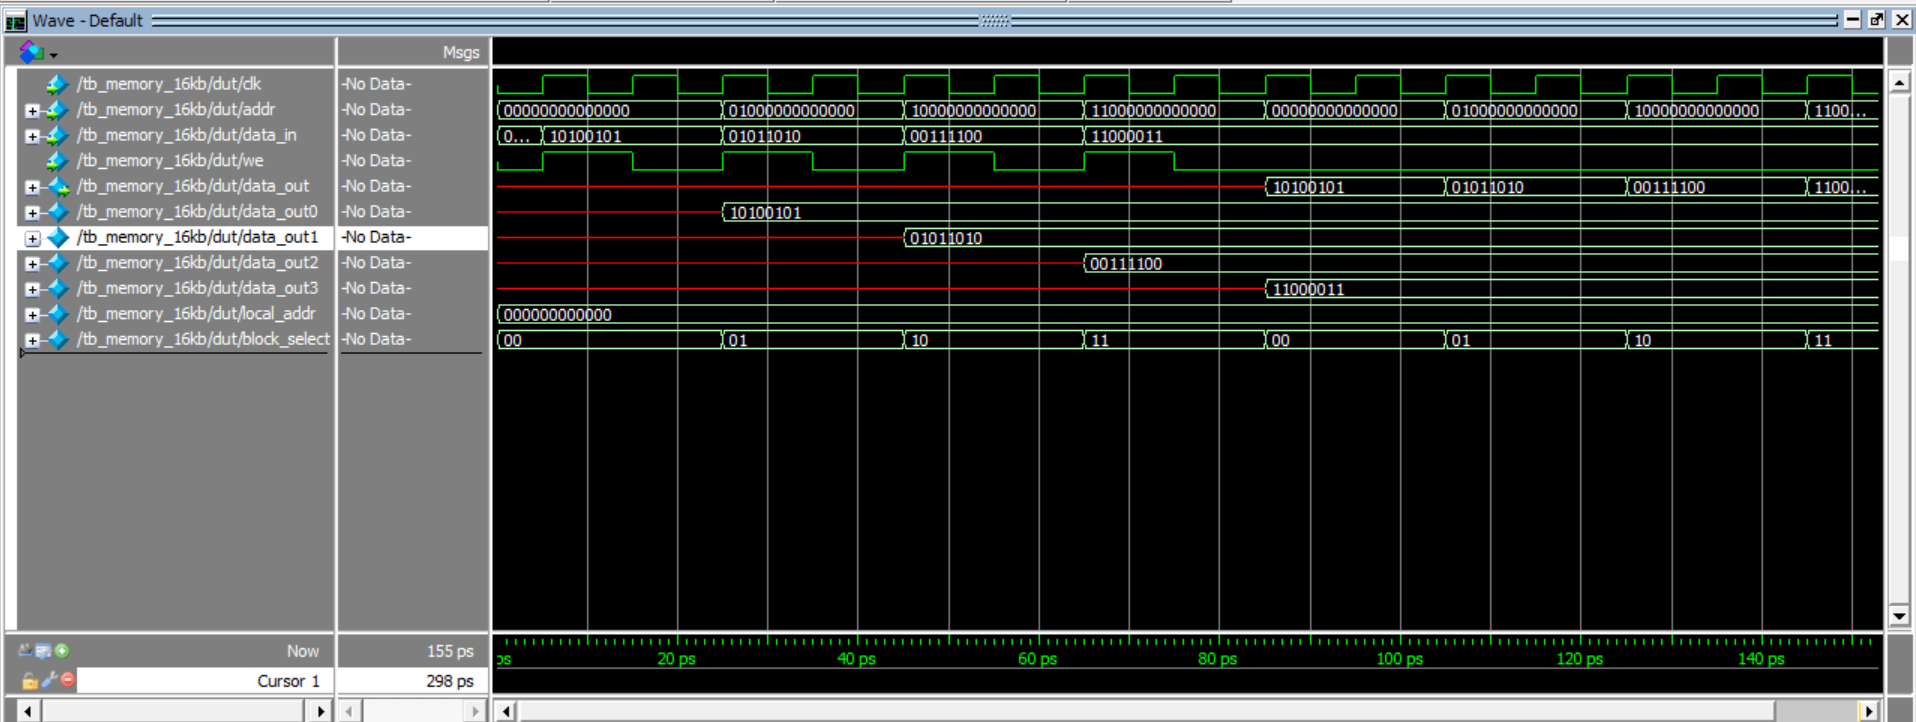 Wave - Default
Msgs
/tb_memory_16kb/dut/clk -No Data-
/tb_memory_16kb/dut/addr -No Data- 00000000000000 01000000000000 10000000000000 11000000000000 00000000000000 01000000000000 10000000000000 1100...
/tb_memory_16kb/dut/data_in -No Data- 0... 10100101 01011010 00111100 11000011
/tb_memory_16kb/dut/we -No Data-
/tb_memory_16kb/dut/data_out -No Data- 10100101 01011010 00111100 1100...
/tb_memory_16kb/dut/data_out0 -No Data- 10100101
/tb_memory_16kb/dut/data_out1 -No Data- 01011010
/tb_memory_16kb/dut/data_out2 -No Data- 00111100
/tb_memory_16kb/dut/data_out3 -No Data- 11000011
/tb_memory_16kb/dut/local_addr -No Data- 000000000000
/tb_memory_16kb/dut/block_select -No Data- 00 01 10 11 00 01 10 11
Now 155 ps
ps 20 ps 40 ps 60 ps 80 ps 100 ps 120 ps 140 ps
Cursor 1 298 ps